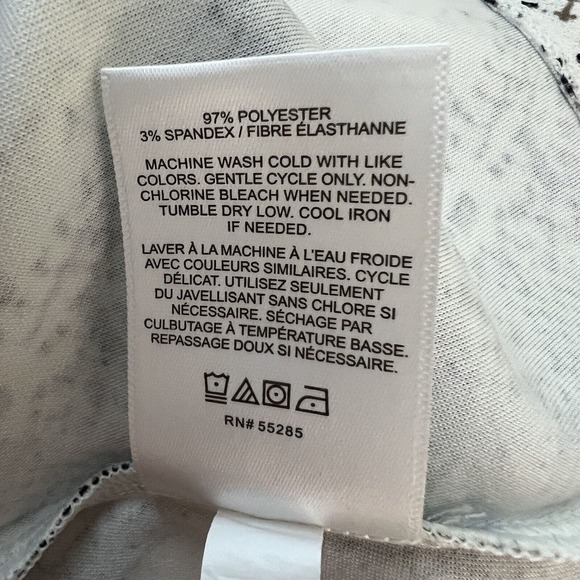 97% POLYESTER
3% SPANDEX / FIBRE ÉLASTHANNE
MACHINE WASH COLD WITH LIKE
COLORS. GENTLE CYCLE ONLY. NON-
CHLORINE BLEACH WHEN NEEDED.
TUMBLE DRY LOW. COOL IRON
IF NEEDED.
LAVER À LA MACHINE À L'EAU FROIDE
AVEC COULEURS SIMILAIRES. CYCLE
DÉLICAT. UTILISEZ SEULEMENT
DU JAVELLISANT SANS CHLORE SI
NÉCESSAIRE. SÉCHAGE PAR
CULBUTAGE À TEMPÉRATURE BASSE.
REPASSAGE DOUX SI NÉCESSAIRE.
RN# 55285